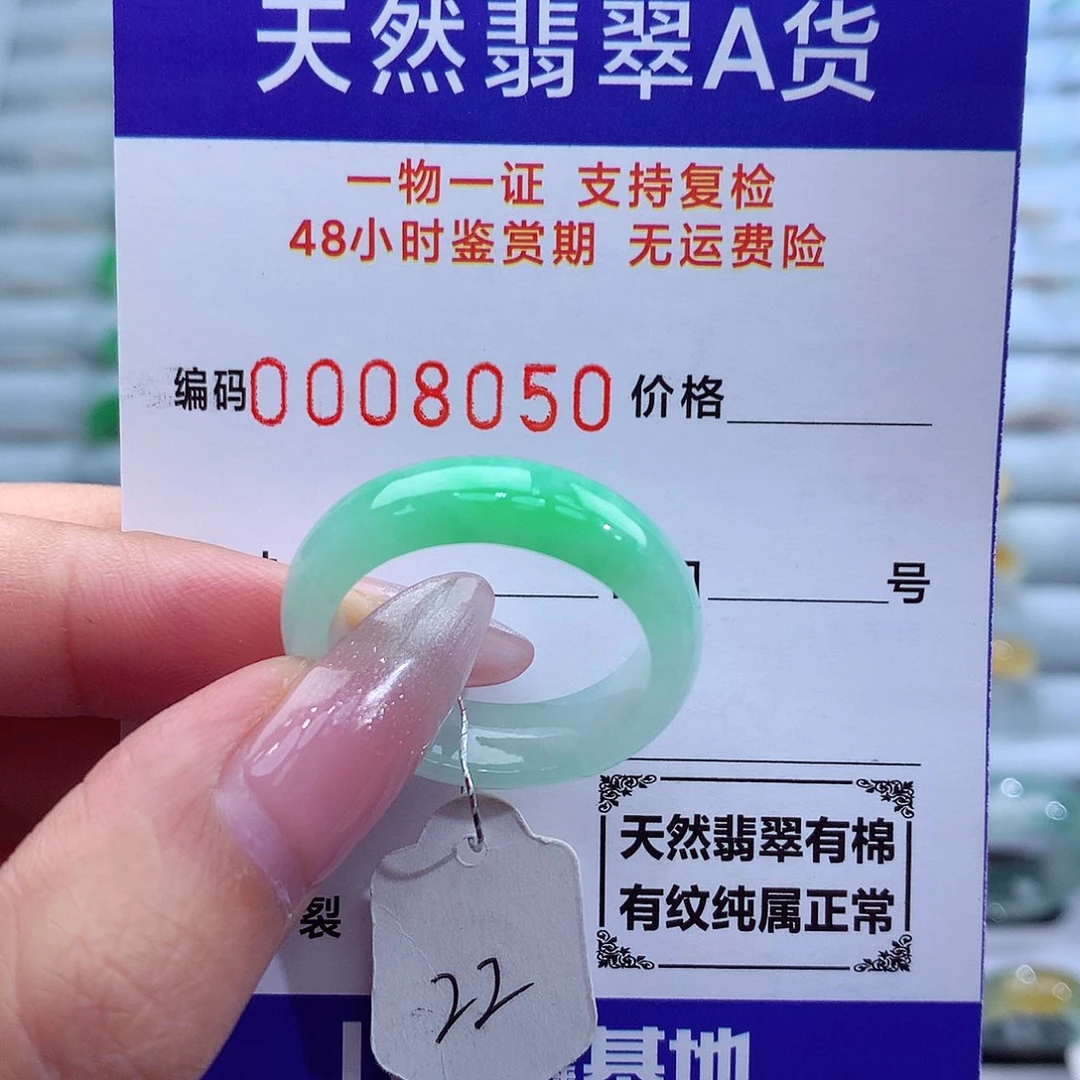 天然翡翠A货
一物一证 支持复检
48小时鉴赏期 无运费险
编码0008050 价格
号
天然翡翠有棉
有纹纯属正常
裂
22
基地